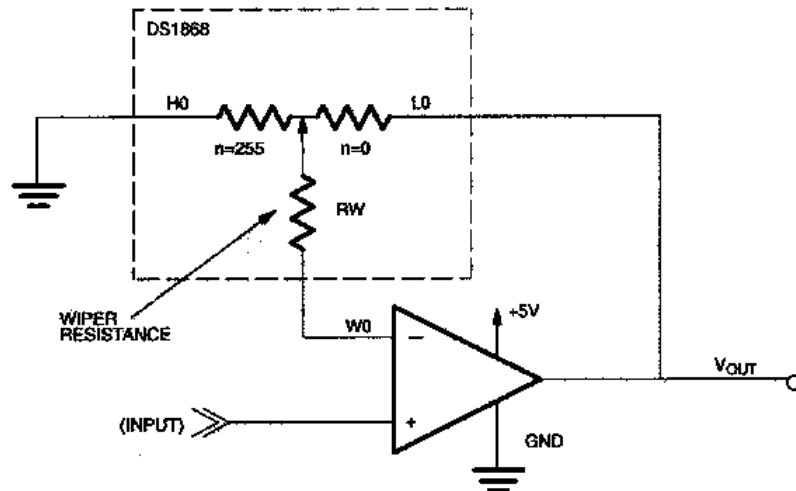 DS1868
H0
L0
n=255
n=0
RW
WIPER
RESISTANCE
W0
+5V
−
VOUT
(INPUT)
+
GND